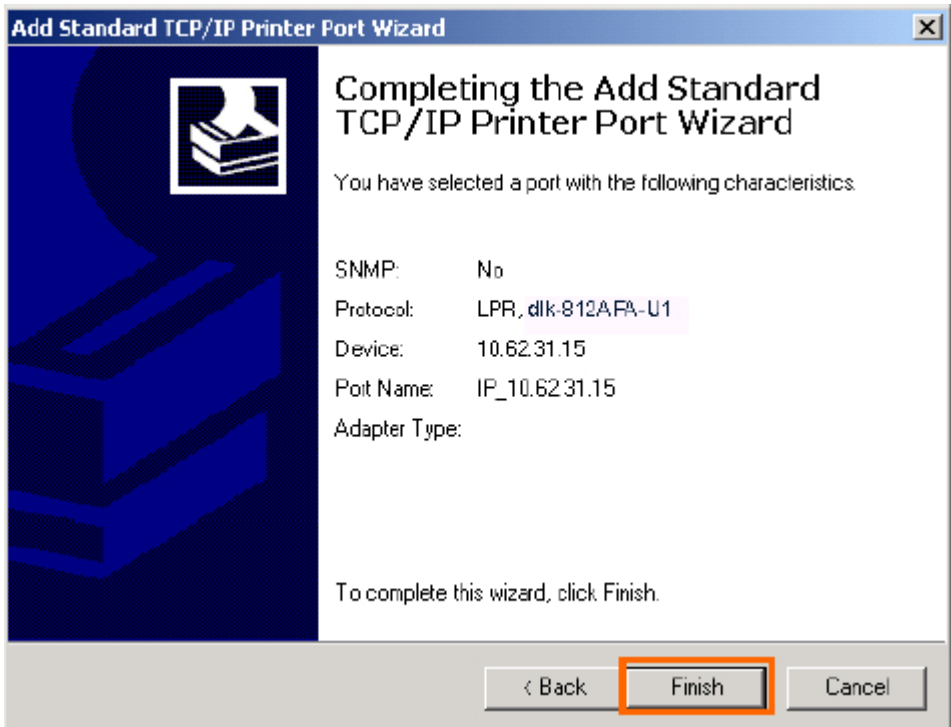 Add Standard TCP/IP Printer Port Wizard
Completing the Add Standard
TCP/IP Printer Port Wizard
You have selected a port with the following characteristics.
SNMP: No
Protocol: LPR, dlk-812AFA-U1
Device: 10.62.31.15
Port Name: IP_10.62.31.15
Adapter Type:
To complete this wizard, click Finish.
< Back Finish Cancel